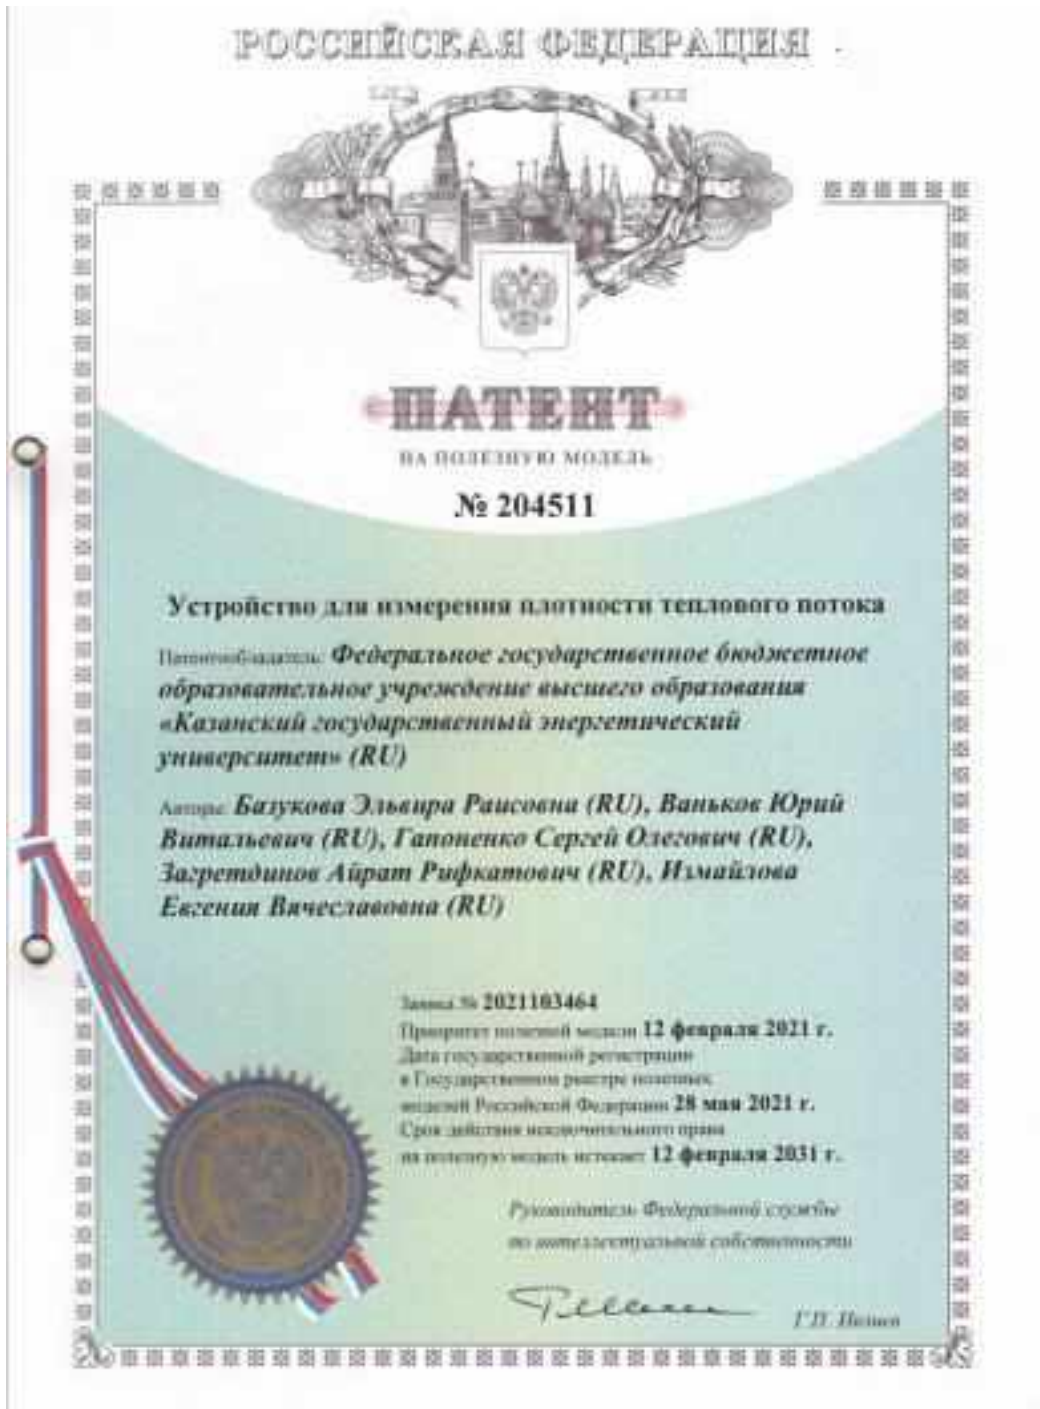 РОССИЙСКАЯ ФЕДЕРАЦИЯ
ПАТЕНТ
НА ПОЛЕЗНУЮ МОДЕЛЬ
№ 204511
Устройство для измерения плотности теплового потока
Патентообладатель: Федеральное государственное бюджетное
образовательное учреждение высшего образования
«Казанский государственный энергетический
университет» (RU)
Авторы: Базукова Эльвира Раисовна (RU), Ваньков Юрий
Витальевич (RU), Гапоненко Сергей Олегович (RU),
Загретдинов Айрат Рифкатович (RU), Измайлова
Евгения Вячеславовна (RU)
Заявка № 2021103464
Приоритет полезной модели 12 февраля 2021 г.
Дата государственной регистрации
в Государственном реестре полезных
моделей Российской Федерации 28 мая 2021 г.
Срок действия исключительного права
на полезную модель истекает 12 февраля 2031 г.
Руководитель Федеральной службы
по интеллектуальной собственности
Г.П. Ивлиев